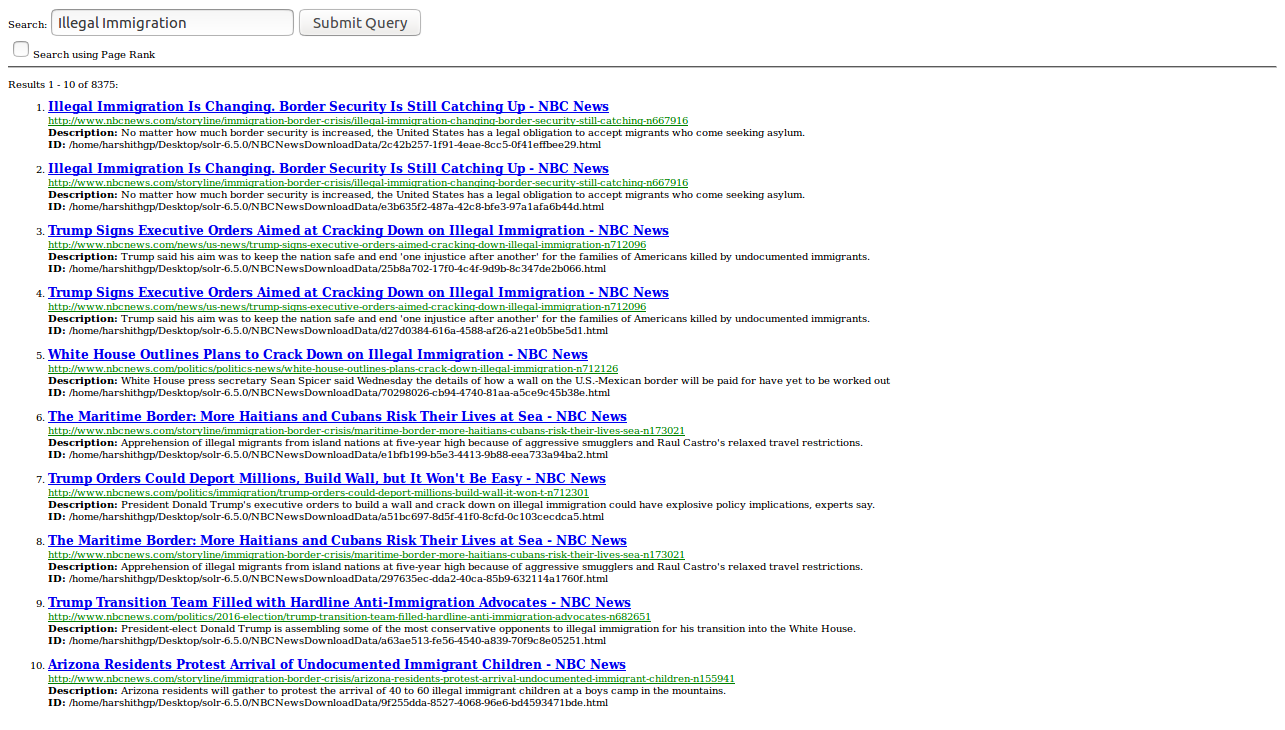 Search: Illegal Immigration Submit Query
Search using Page Rank
Results 1 - 10 of 8375:
1. Illegal Immigration Is Changing. Border Security Is Still Catching Up - NBC News
http://www.nbcnews.com/storyline/immigration-border-crisis/illegal-immigration-changing-border-security-still-catching-n667916
Description: No matter how much border security is increased, the United States has a legal obligation to accept migrants who come seeking asylum.
ID: /home/harshithgp/Desktop/solr-6.5.0/NBCNewsDownloadData/2c42b257-1f91-4eae-8cc5-0f41effbee29.html
2. Illegal Immigration Is Changing. Border Security Is Still Catching Up - NBC News
http://www.nbcnews.com/storyline/immigration-border-crisis/illegal-immigration-changing-border-security-still-catching-n667916
Description: No matter how much border security is increased, the United States has a legal obligation to accept migrants who come seeking asylum.
ID: /home/harshithgp/Desktop/solr-6.5.0/NBCNewsDownloadData/e3b635f2-487a-42c8-bfe3-97a1afa6b44d.html
3. Trump Signs Executive Orders Aimed at Cracking Down on Illegal Immigration - NBC News
http://www.nbcnews.com/news/us-news/trump-signs-executive-orders-aimed-cracking-down-illegal-immigration-n712096
Description: Trump said his aim was to keep the nation safe and end 'one injustice after another' for the families of Americans killed by undocumented immigrants.
ID: /home/harshithgp/Desktop/solr-6.5.0/NBCNewsDownloadData/25b8a702-17f0-4c4f-9d9b-8c347de2b066.html
4. Trump Signs Executive Orders Aimed at Cracking Down on Illegal Immigration - NBC News
http://www.nbcnews.com/news/us-news/trump-signs-executive-orders-aimed-cracking-down-illegal-immigration-n712096
Description: Trump said his aim was to keep the nation safe and end 'one injustice after another' for the families of Americans killed by undocumented immigrants.
ID: /home/harshithgp/Desktop/solr-6.5.0/NBCNewsDownloadData/d27d0384-616a-4588-af26-a21e0b5be5d1.html
5. White House Outlines Plans to Crack Down on Illegal Immigration - NBC News
http://www.nbcnews.com/politics/politics-news/white-house-outlines-plans-crack-down-illegal-immigration-n712126
Description: White House press secretary Sean Spicer said Wednesday the details of how a wall on the U.S.-Mexican border will be paid for have yet to be worked out
ID: /home/harshithgp/Desktop/solr-6.5.0/NBCNewsDownloadData/70298026-cb94-4740-81aa-a5ce9c45b38e.html
6. The Maritime Border: More Haitians and Cubans Risk Their Lives at Sea - NBC News
http://www.nbcnews.com/storyline/immigration-border-crisis/maritime-border-more-haitians-cubans-risk-their-lives-sea-n173021
Description: Apprehension of illegal migrants from island nations at five-year high because of aggressive smugglers and Raul Castro's relaxed travel restrictions.
ID: /home/harshithgp/Desktop/solr-6.5.0/NBCNewsDownloadData/e1bfb199-b5e3-4413-9b88-eea733a94ba2.html
7. Trump Orders Could Deport Millions, Build Wall, but It Won't Be Easy - NBC News
http://www.nbcnews.com/politics/immigration/trump-orders-could-deport-millions-build-wall-it-won-t-n712301
Description: President Donald Trump's executive orders to build a wall and crack down on illegal immigration could have explosive policy implications, experts say.
ID: /home/harshithgp/Desktop/solr-6.5.0/NBCNewsDownloadData/a51bc697-8d5f-41f0-8cfd-0c103cecdca5.html
8. The Maritime Border: More Haitians and Cubans Risk Their Lives at Sea - NBC News
http://www.nbcnews.com/storyline/immigration-border-crisis/maritime-border-more-haitians-cubans-risk-their-lives-sea-n173021
Description: Apprehension of illegal migrants from island nations at five-year high because of aggressive smugglers and Raul Castro's relaxed travel restrictions.
ID: /home/harshithgp/Desktop/solr-6.5.0/NBCNewsDownloadData/297635ec-dda2-40ca-85b9-632114a1760f.html
9. Trump Transition Team Filled with Hardline Anti-Immigration Advocates - NBC News
http://www.nbcnews.com/politics/2016-election/trump-transition-team-filled-hardline-anti-immigration-advocates-n682651
Description: President-elect Donald Trump is assembling some of the most conservative opponents to illegal immigration for his transition into the White House.
ID: /home/harshithgp/Desktop/solr-6.5.0/NBCNewsDownloadData/a63ae513-fe56-4540-a839-70f9c8e05251.html
10. Arizona Residents Protest Arrival of Undocumented Immigrant Children - NBC News
http://www.nbcnews.com/storyline/immigration-border-crisis/arizona-residents-protest-arrival-undocumented-immigrant-children-n155941
Description: Arizona residents will gather to protest the arrival of 40 to 60 illegal immigrant children at a boys camp in the mountains.
ID: /home/harshithgp/Desktop/solr-6.5.0/NBCNewsDownloadData/9f255dda-8527-4068-96e6-bd4593471bde.html